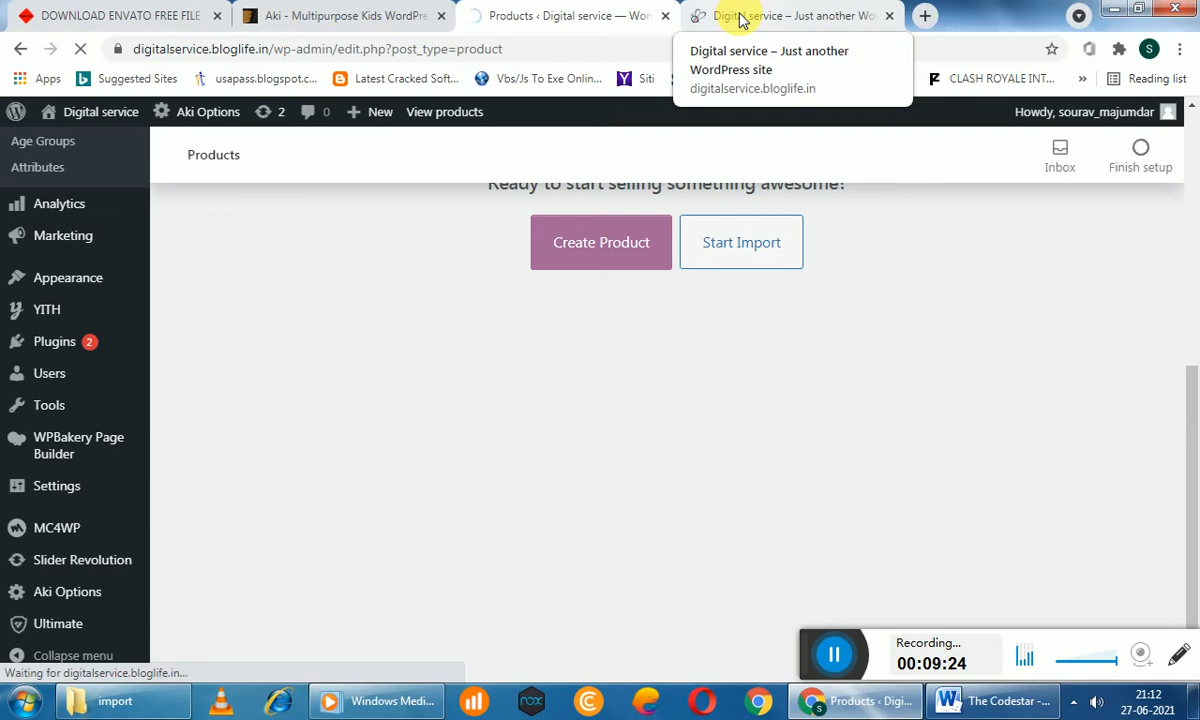 DOWNLOAD ENVATO FREE FILE
Aki - Multipurpose Kids WordPre
Products ‹ Digital service — Wor
Digital service – Just another Wo
digitalservice.bloglife.in/wp-admin/edit.php?post_type=product
Digital service – Just another
WordPress site
digitalservice.bloglife.in
Apps
Suggested Sites
usapass.blogspot.c...
Latest Cracked Soft...
Vbs/Js To Exe Onlin...
Siti
CLASH ROYALE INT...
»
Reading list
Digital service
Aki Options
2
0
New
View products
Howdy, sourav_majumdar
Age Groups
Attributes
Analytics
Marketing
Appearance
YITH
Plugins 2
Users
Tools
WPBakery Page
Builder
Settings
MC4WP
Slider Revolution
Aki Options
Ultimate
Collapse menu
Products
Inbox
Finish setup
Ready to start selling something awesome?
Create Product
Start Import
Waiting for digitalservice.bloglife.in...
Recording...
00:09:24
import
Windows Medi...
nox
Products ‹ Digi...
The Codestar -...
21:12
27-06-2021